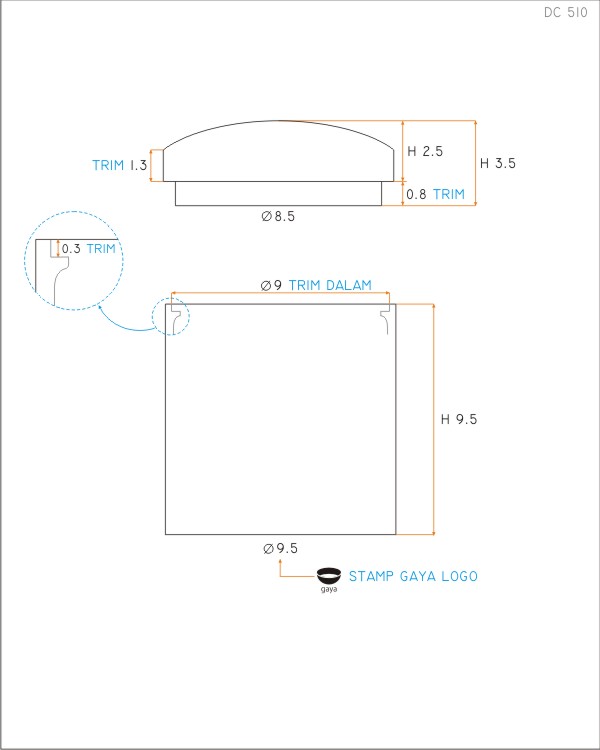 DC 510
H 2.5
TRIM 1.3
H 3.5
0.8 TRIM
Ø8.5
0.3 TRIM
Ø9 TRIM DALAM
H 9.5
Ø9.5
STAMP GAYA LOGO
gaya